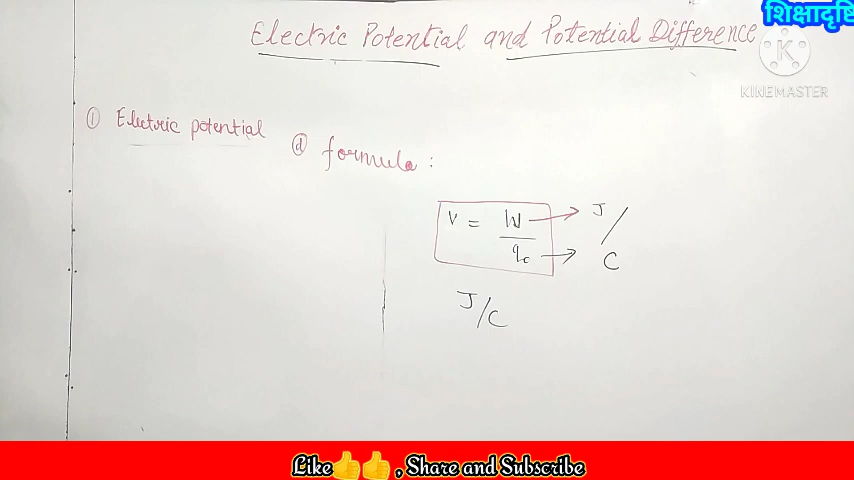 शिक्षादृष्टि
Electric Potential and Potential Difference
KINEMASTER
① Electric potential
ⓓ formula:
V = W/q₀ → J/C
J/C
Like👍👍, Share and Subscribe